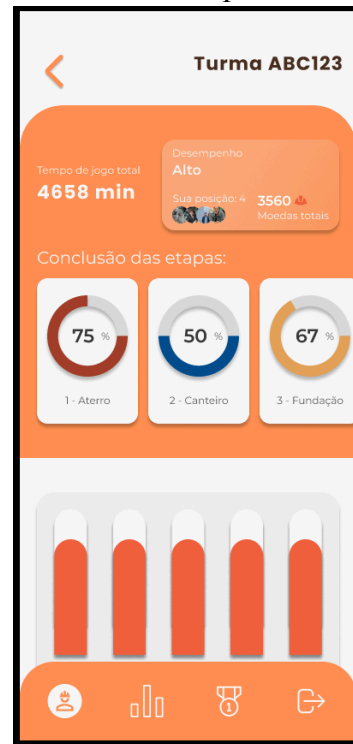 Turma ABC123
Tempo de jogo total
4658 min
Desempenho
Alto
Sua posição: 4
3560
Moedas totais
Conclusão das etapas:
75 %
50 %
67 %
1 - Aterro
2 - Canteiro
3 - Fundação
1